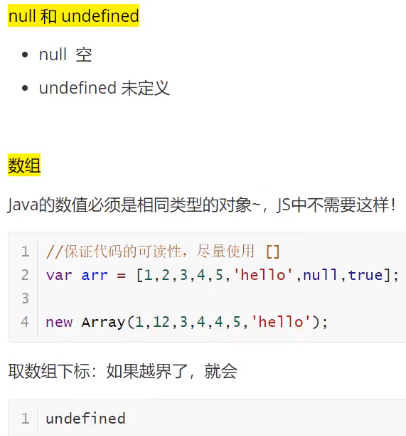 null 和 undefined
null 空
undefined 未定义
数组
Java的数值必须是相同类型的对象~，JS中不需要这样！
1 //保证代码的可读性，尽量使用 []
2 var arr = [1,2,3,4,5,'hello',null,true];
3
4 new Array(1,12,3,4,4,5,'hello');
取数组下标：如果越界了，就会
1 undefined